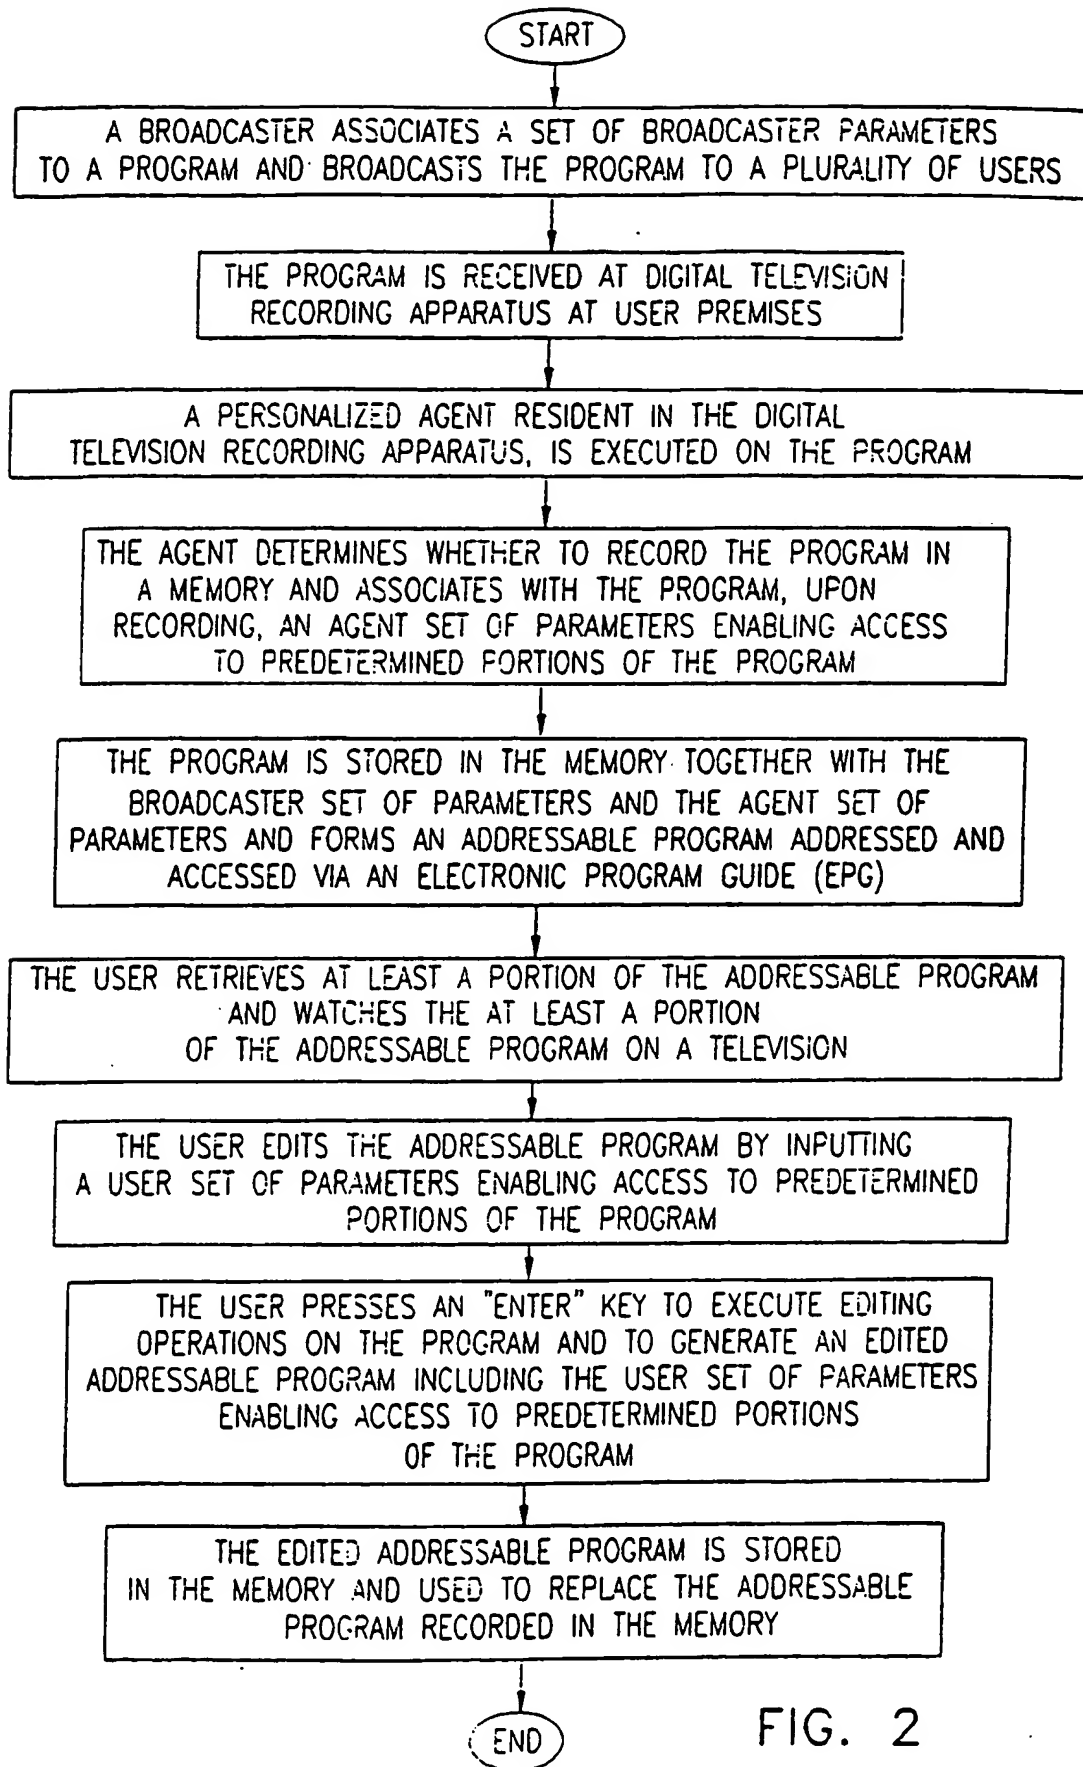 START
A BROADCASTER ASSOCIATES A SET OF BROADCASTER PARAMETERS
TO A PROGRAM AND BROADCASTS THE PROGRAM TO A PLURALITY OF USERS
THE PROGRAM IS RECEIVED AT DIGITAL TELEVISION
RECORDING APPARATUS AT USER PREMISES
A PERSONALIZED AGENT RESIDENT IN THE DIGITAL
TELEVISION RECORDING APPARATUS, IS EXECUTED ON THE PROGRAM
THE AGENT DETERMINES WHETHER TO RECORD THE PROGRAM IN
A MEMORY AND ASSOCIATES WITH THE PROGRAM, UPON
RECORDING, AN AGENT SET OF PARAMETERS ENABLING ACCESS
TO PREDETERMINED PORTIONS OF THE PROGRAM
THE PROGRAM IS STORED IN THE MEMORY TOGETHER WITH THE
BROADCASTER SET OF PARAMETERS AND THE AGENT SET OF
PARAMETERS AND FORMS AN ADDRESSABLE PROGRAM ADDRESSED AND
ACCESSED VIA AN ELECTRONIC PROGRAM GUIDE (EPG)
THE USER RETRIEVES AT LEAST A PORTION OF THE ADDRESSABLE PROGRAM
AND WATCHES THE AT LEAST A PORTION
OF THE ADDRESSABLE PROGRAM ON A TELEVISION
THE USER EDITS THE ADDRESSABLE PROGRAM BY INPUTTING
A USER SET OF PARAMETERS ENABLING ACCESS TO PREDETERMINED
PORTIONS OF THE PROGRAM
THE USER PRESSES AN "ENTER" KEY TO EXECUTE EDITING
OPERATIONS ON THE PROGRAM AND TO GENERATE AN EDITED
ADDRESSABLE PROGRAM INCLUDING THE USER SET OF PARAMETERS
ENABLING ACCESS TO PREDETERMINED PORTIONS
OF THE PROGRAM
THE EDITED ADDRESSABLE PROGRAM IS STORED
IN THE MEMORY AND USED TO REPLACE THE ADDRESSABLE
PROGRAM RECORDED IN THE MEMORY
END
FIG. 2